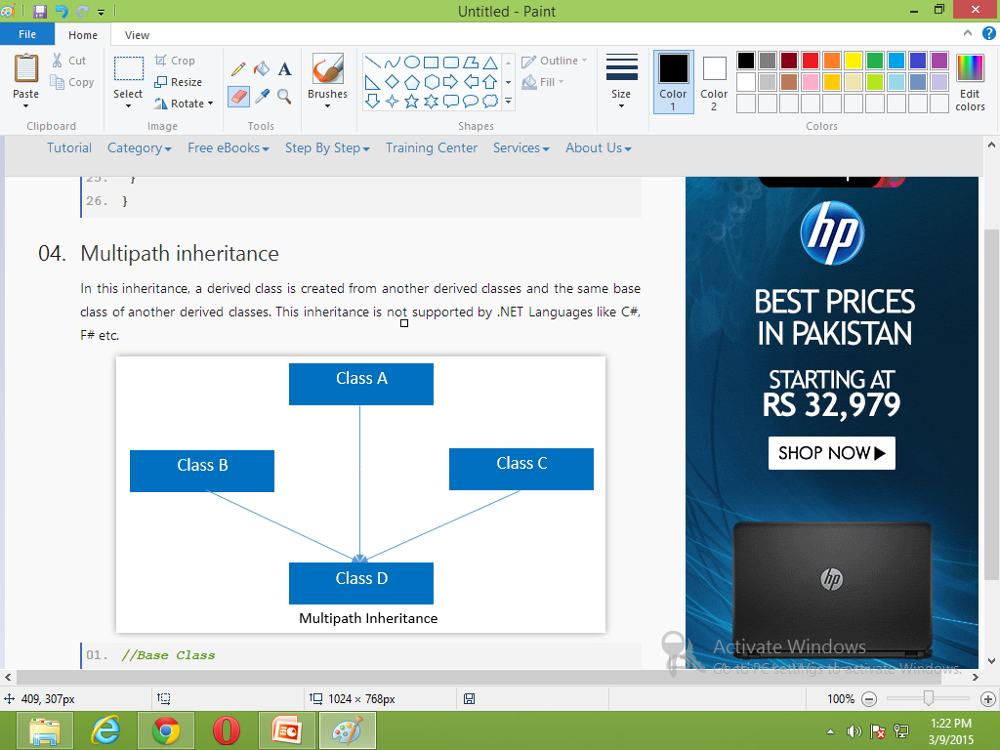 Untitled - Paint
File Home View
Paste
Cut
Copy
Clipboard
Select
Crop
Resize
Rotate
Image
A
Tools
Brushes
Shapes
Outline
Fill
Size
Color 1
Color 2
Edit colors
Colors
Tutorial Category Free eBooks Step By Step Training Center Services About Us
25. }
26. }
04. Multipath inheritance
In this inheritance, a derived class is created from another derived classes and the same base
class of another derived classes. This inheritance is not supported by .NET Languages like C#,
F# etc.
Class A
Class B
Class C
Class D
Multipath Inheritance
01. //Base Class
hp
BEST PRICES
IN PAKISTAN
STARTING AT
RS 32,979
SHOP NOW
hp
Activate Windows
Go to PC settings to activate Windows.
409, 307px
1024 × 768px
100%
1:22 PM
3/9/2015